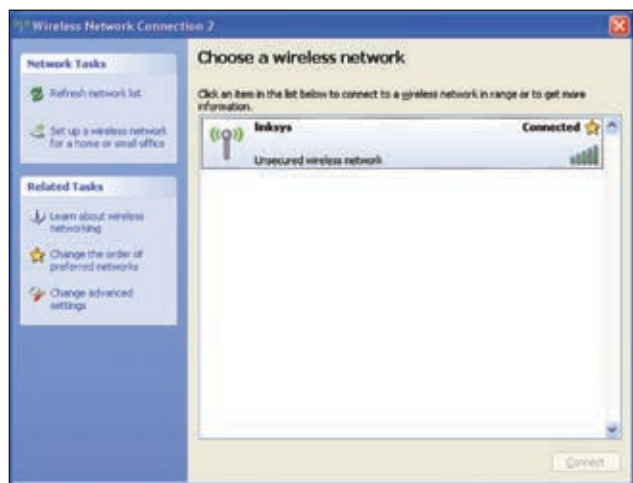 Wireless Network Connection 2
Network Tasks
Refresh network list
Set up a wireless network
for a home or small office
Related Tasks
Learn about wireless
networking
Change the order of
preferred networks
Change advanced
settings
Choose a wireless network
Click an item in the list below to connect to a wireless network in range or to get more
information.
linksys
Connected
Unsecured wireless network
Connect